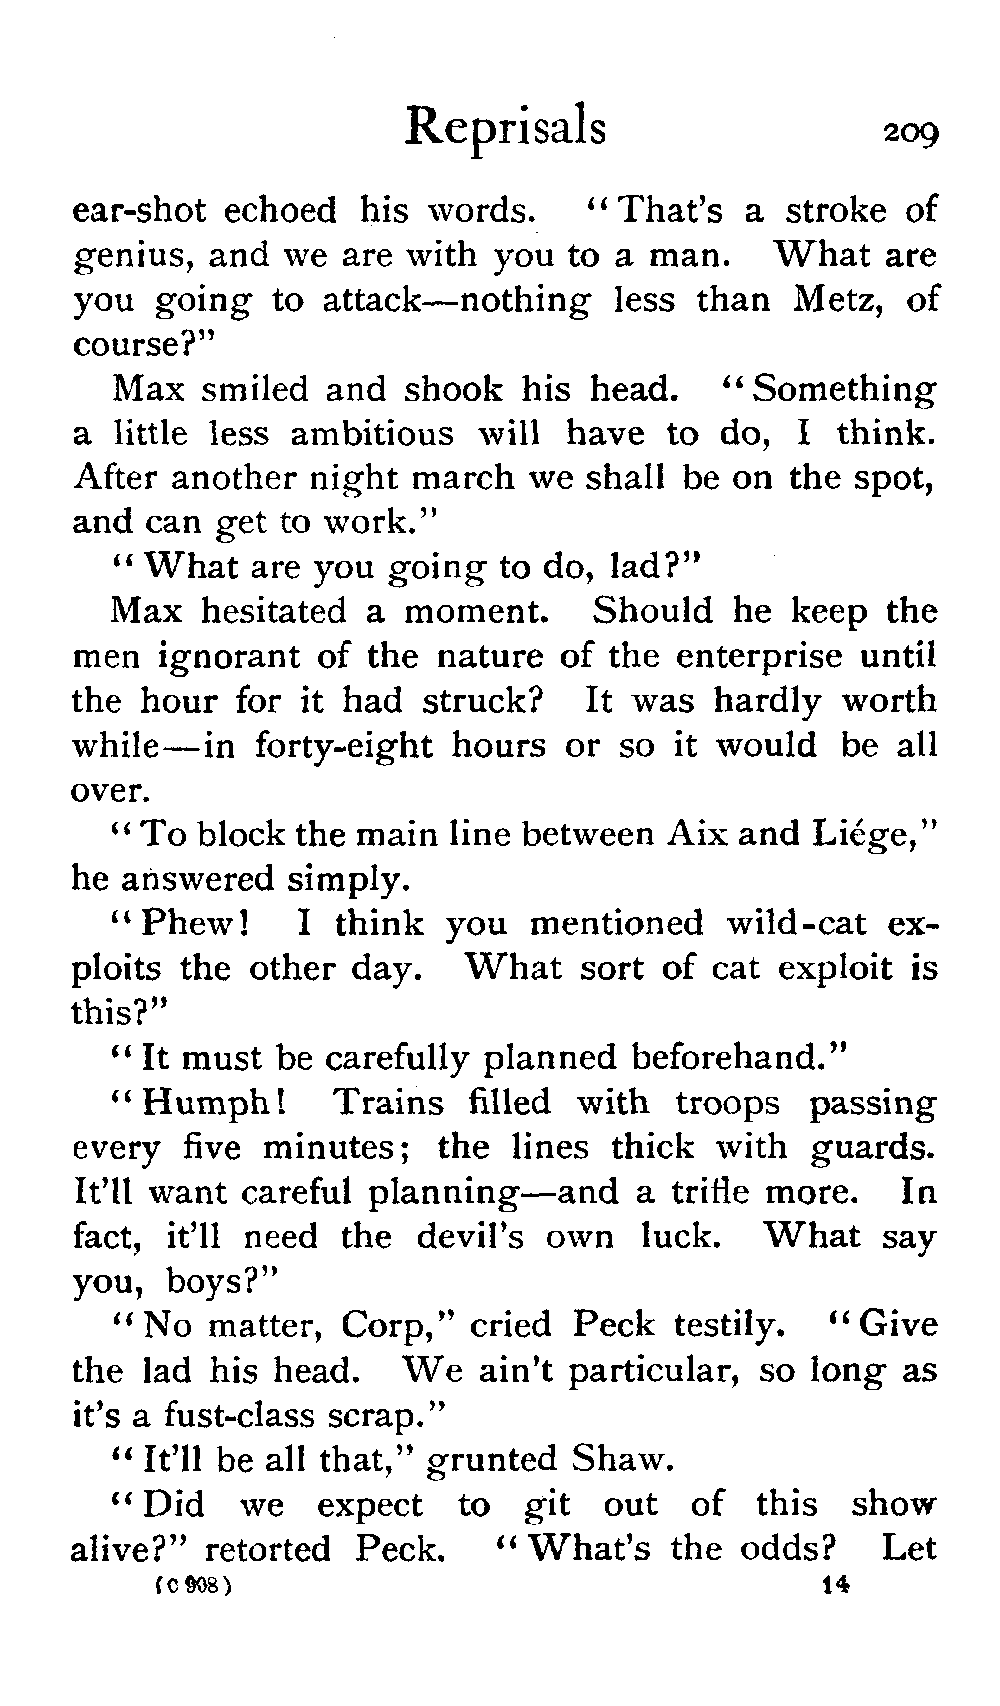 Reprisals 209
ear-shot echoed his words. "That's a stroke of
genius, and we are with you to a man. What are
you going to attack—nothing less than Metz, of
course?"
Max smiled and shook his head. "Something
a little less ambitious will have to do, I think.
After another night march we shall be on the spot,
and can get to work."
"What are you going to do, lad?"
Max hesitated a moment. Should he keep the
men ignorant of the nature of the enterprise until
the hour for it had struck? It was hardly worth
while—in forty-eight hours or so it would be all
over.
"To block the main line between Aix and Liége,"
he answered simply.
"Phew! I think you mentioned wild-cat ex-
ploits the other day. What sort of cat exploit is
this?"
"It must be carefully planned beforehand."
"Humph! Trains filled with troops passing
every five minutes; the lines thick with guards.
It'll want careful planning—and a trifle more. In
fact, it'll need the devil's own luck. What say
you, boys?"
"No matter, Corp," cried Peck testily. "Give
the lad his head. We ain't particular, so long as
it's a fust-class scrap."
"It'll be all that," grunted Shaw.
"Did we expect to git out of this show
alive?" retorted Peck. "What's the odds? Let
(C 908) 14